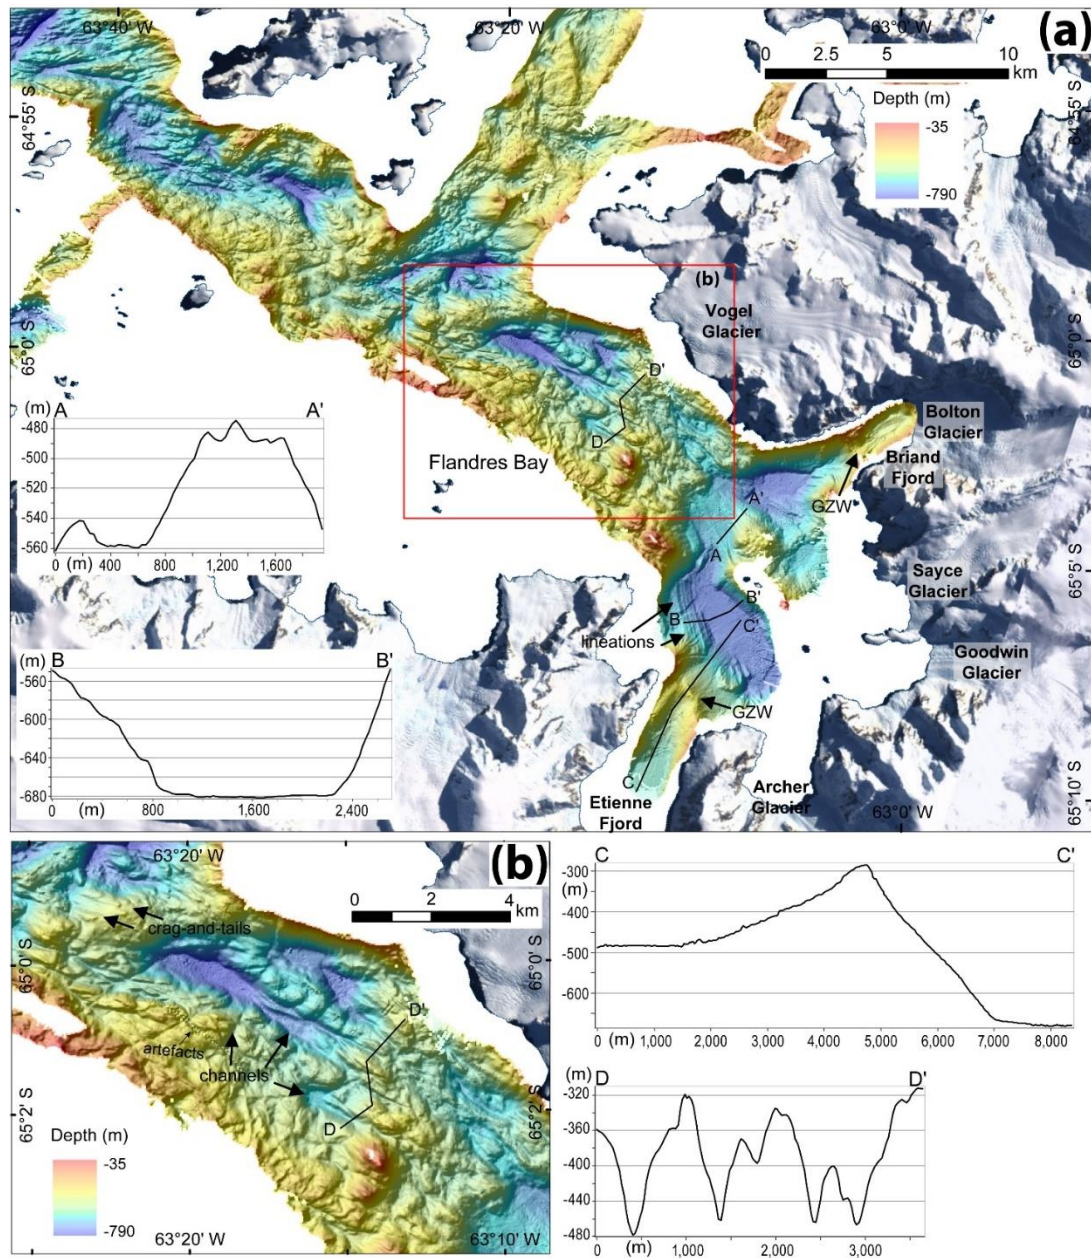 63°40' W
63°20' W
63°0' W
(a)
0 2.5 5 10
km
Depth (m)
-35
-790
64°55' S
64°55' S
(b)
Vogel
Glacier
65°0' S
65°0' S
D'
D
Flandres Bay
Bolton
Glacier
Briand
Fjord
GZW
A'
A
Sayce
Glacier
65°5' S
B'
B
C'
lineations
Goodwin
Glacier
GZW
C
Etienne
Fjord
Archer
Glacier
63°0' W
65°10' S
(m) A A'
-480
-500
-520
-540
-560
0 (m) 400 800 1,200 1,600
(m) B B'
-560
-600
-640
-680
0 (m) 800 1,600 2,400
(b)
63°20' W
0 2 4
km
crag-and-tails
65°0' S
65°0' S
D'
artefacts
channels
D
65°2' S
65°2' S
Depth (m)
-35
-790
63°20' W
63°10' W
C C'
-300
(m)
-400
-500
-600
0 (m) 1,000 2,000 3,000 4,000 5,000 6,000 7,000 8,000
(m) D D'
-320
-360
-400
-440
-480
0 (m) 1,000 2,000 3,000